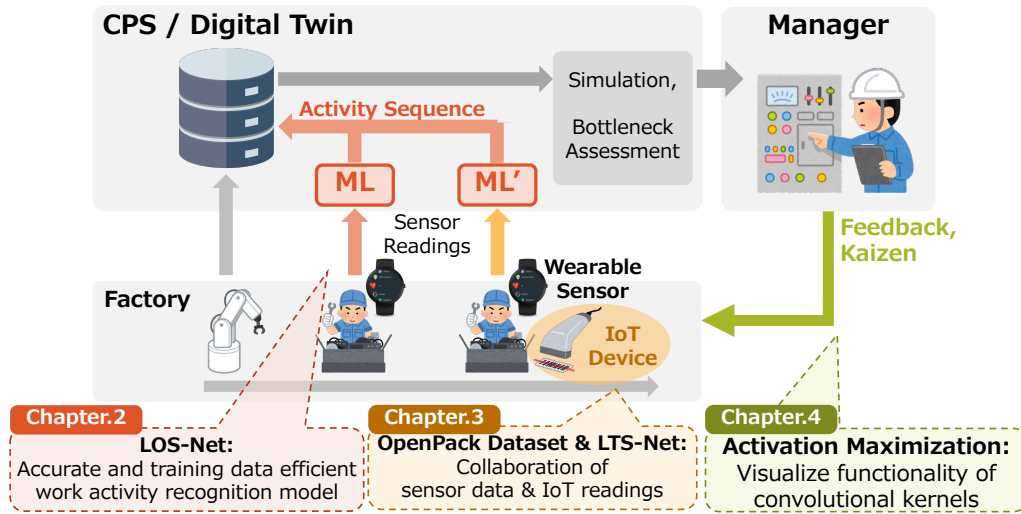 CPS / Digital Twin
Manager
Simulation,
Bottleneck
Assessment
Activity Sequence
ML
ML’
Sensor
Readings
Feedback,
Kaizen
Wearable
Sensor
Factory
IoT
Device
Chapter.2
LOS-Net:
Accurate and training data efficient
work activity recognition model
Chapter.3
OpenPack Dataset & LTS-Net:
Collaboration of
sensor data & IoT readings
Chapter.4
Activation Maximization:
Visualize functionality of
convolutional kernels